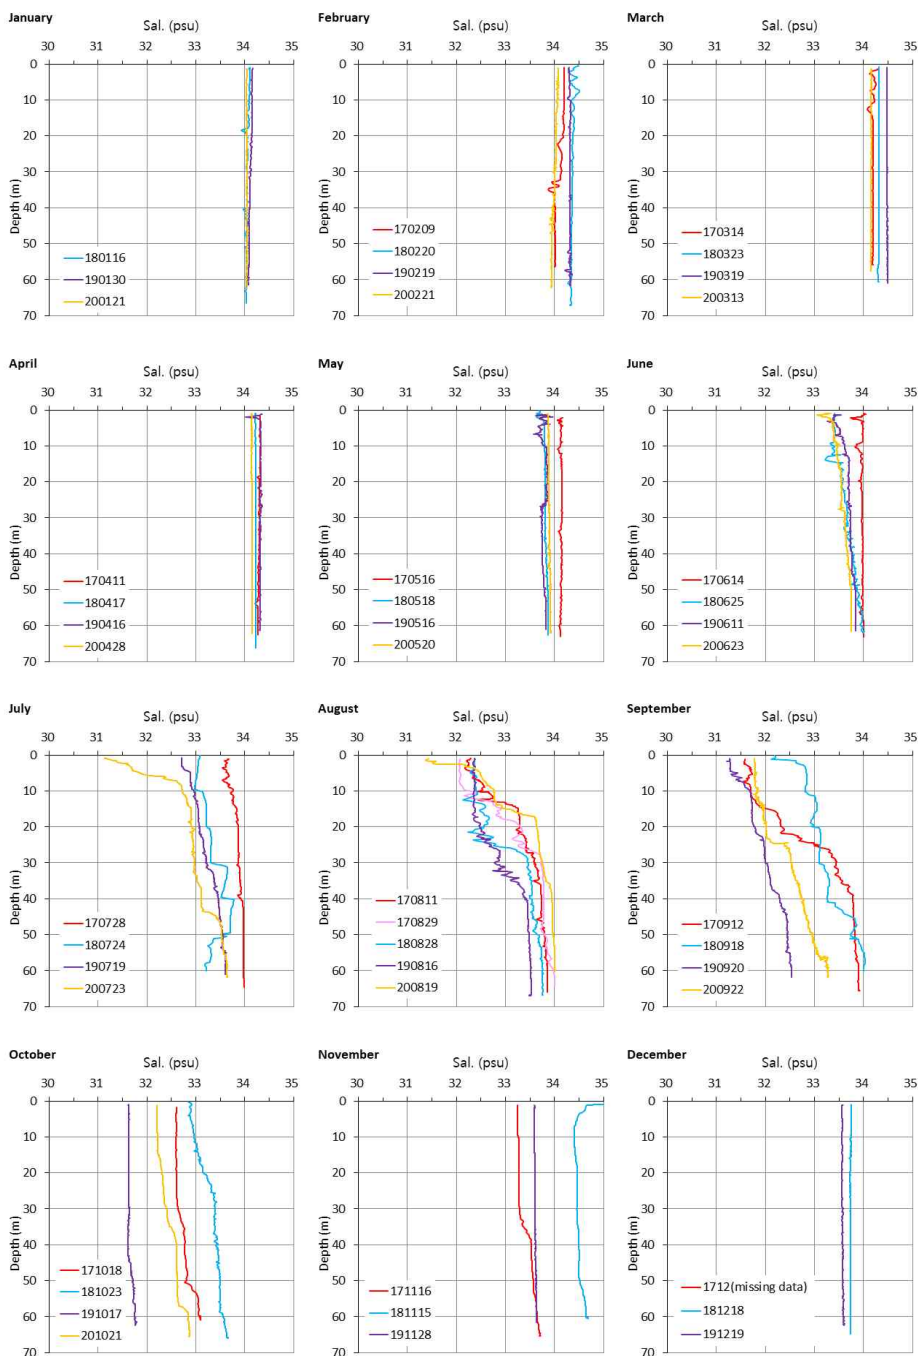 January
February
March
Sal. (psu)
Sal. (psu)
Sal. (psu)
30 31 32 33 34 35
30 31 32 33 34 35
30 31 32 33 34 35
0
10
20
30
40
50
60
70
Depth (m)
180116
190130
200121
0
10
20
30
40
50
60
70
Depth (m)
170209
180220
190219
200221
0
10
20
30
40
50
60
70
Depth (m)
170314
180323
190319
200313
April
May
June
Sal. (psu)
Sal. (psu)
Sal. (psu)
30 31 32 33 34 35
30 31 32 33 34 35
30 31 32 33 34 35
0
10
20
30
40
50
60
70
Depth (m)
170411
180417
190416
200428
0
10
20
30
40
50
60
70
Depth (m)
170516
180518
190516
200520
0
10
20
30
40
50
60
70
Depth (m)
170614
180625
190611
200623
July
August
September
Sal. (psu)
Sal. (psu)
Sal. (psu)
30 31 32 33 34 35
30 31 32 33 34 35
30 31 32 33 34 35
0
10
20
30
40
50
60
70
Depth (m)
170728
180724
190719
200723
0
10
20
30
40
50
60
70
Depth (m)
170811
170829
180828
190816
200819
0
10
20
30
40
50
60
70
Depth (m)
170912
180918
190920
200922
October
November
December
Sal. (psu)
Sal. (psu)
Sal. (psu)
30 31 32 33 34 35
30 31 32 33 34 35
30 31 32 33 34 35
0
10
20
30
40
50
60
70
Depth (m)
171018
181023
191017
201021
0
10
20
30
40
50
60
70
Depth (m)
171116
181115
191128
0
10
20
30
40
50
60
70
Depth (m)
1712(missing data)
181218
191219